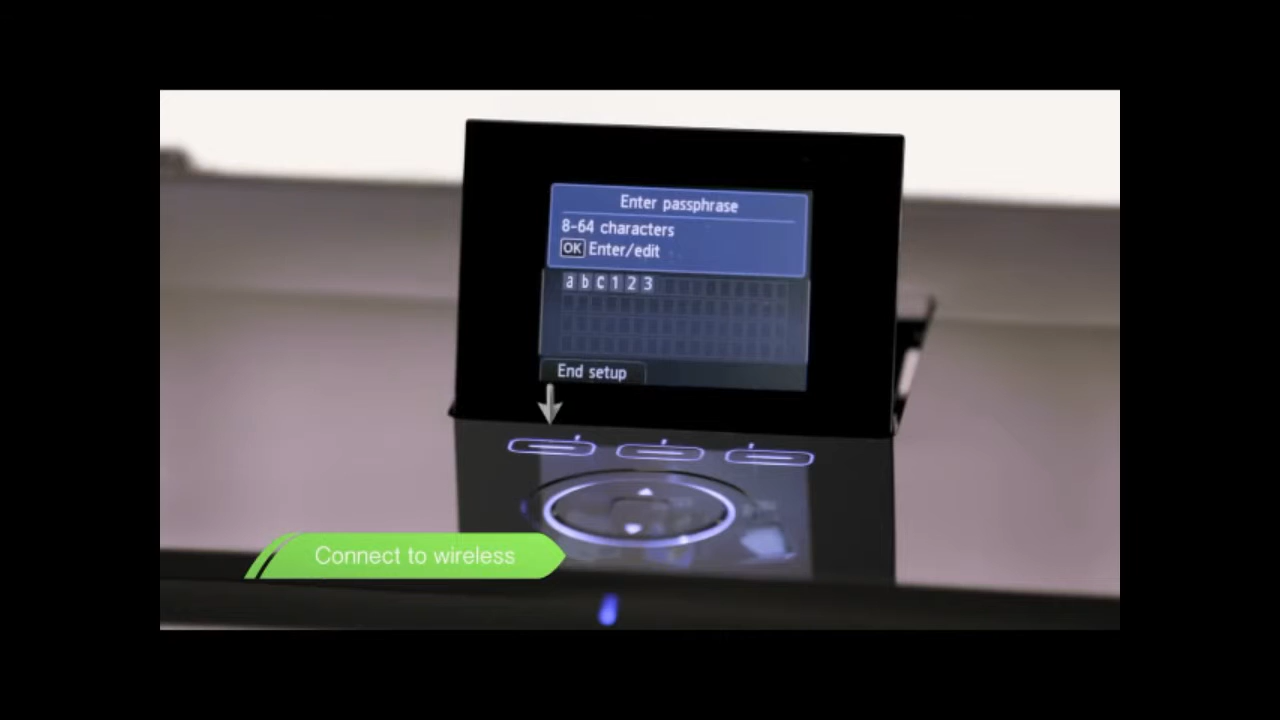 Enter passphrase
8-64 characters
OK Enter/edit
abc123
End setup
Connect to wireless